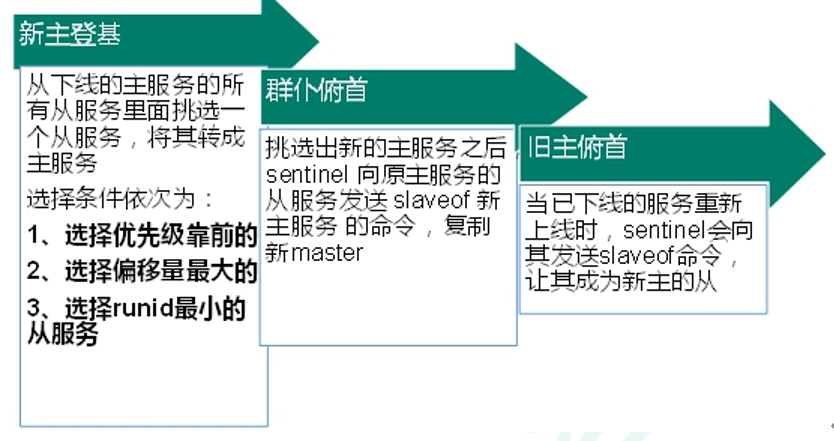 新主登基
从下线的主服务的所
有从服务里面挑选一
个从服务，将其转成
主服务
选择条件依次为：
1、选择优先级靠前的
2、选择偏移量最大的
3、选择runid最小的
从服务
群仆俯首
挑选出新的主服务之后，
sentinel 向原主服务的
从服务发送 slaveof 新
主服务 的命令，复制
新master
旧主俯首
当已下线的服务重新
上线时，sentinel会向
其发送slaveof命令，
让其成为新主的从